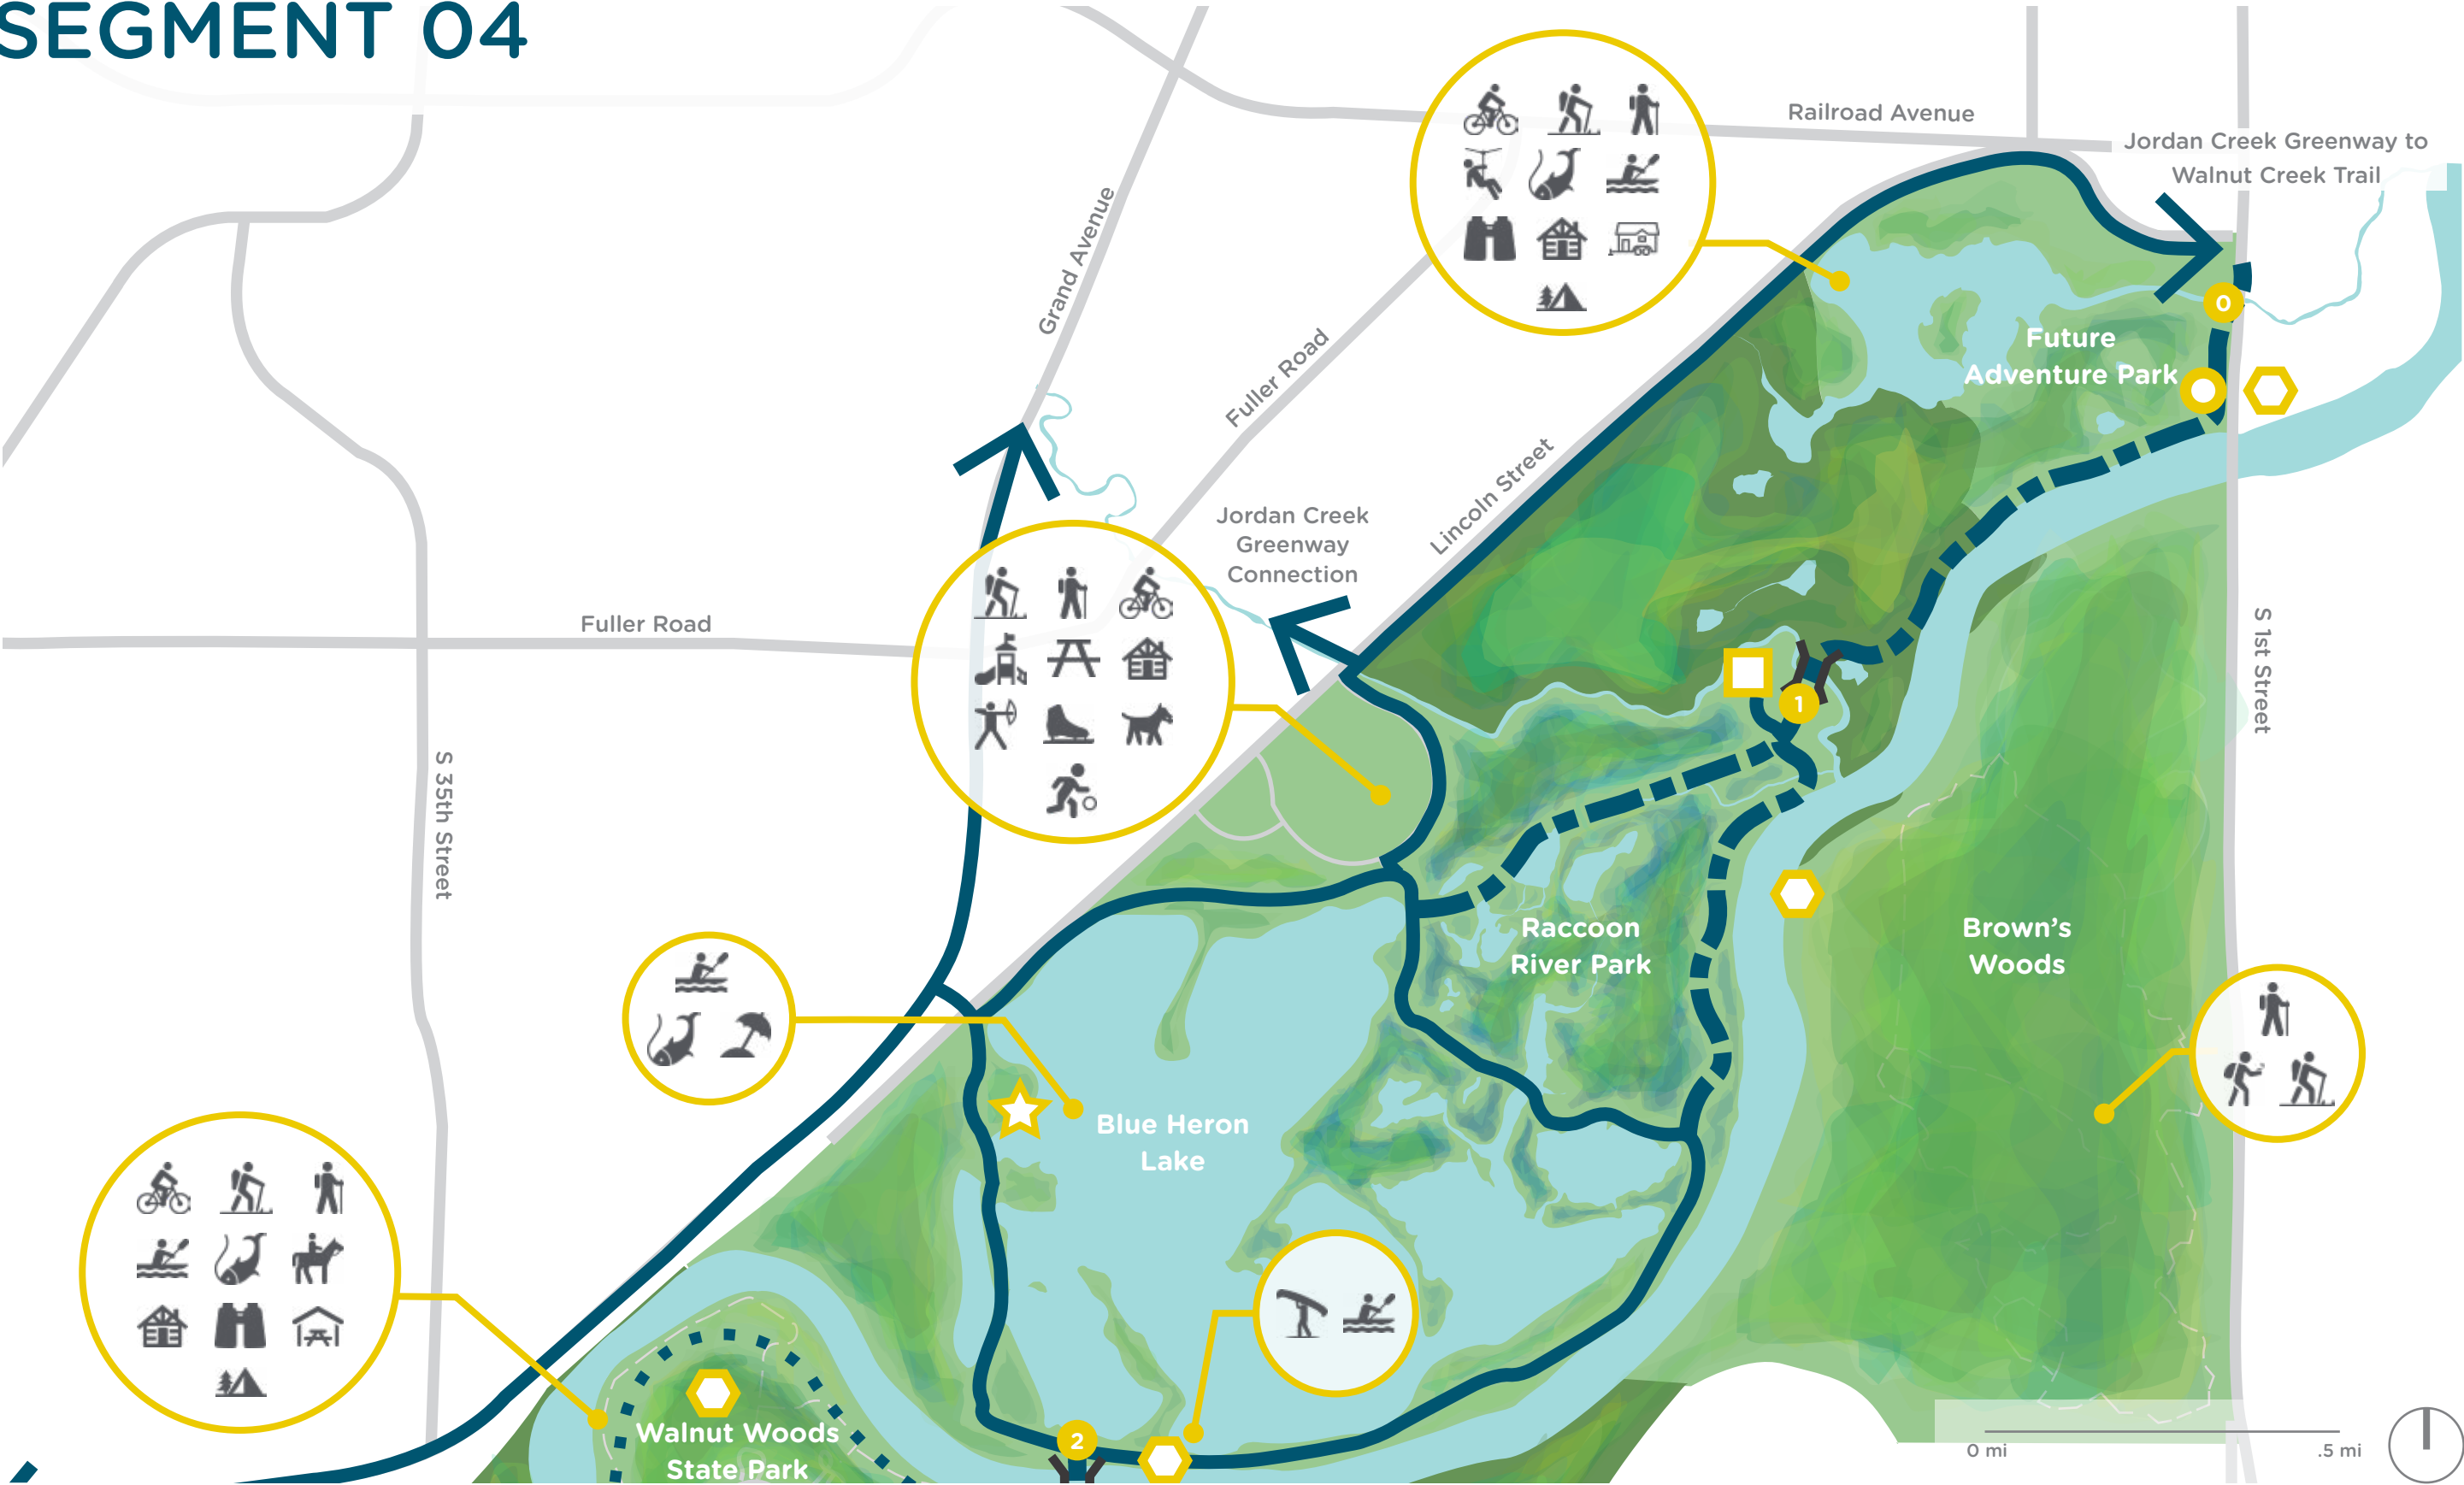 SEGMENT 04
Railroad Avenue
Jordan Creek Greenway to
Walnut Creek Trail
Grand Avenue
Fuller Road
0
Future
Adventure Park
Lincoln Street
Jordan Creek
Greenway
Connection
Fuller Road
S 1st Street
1
S 35th Street
Raccoon
River Park
Brown's
Woods
Blue Heron
Lake
2
Walnut Woods
State Park
0 mi
.5 mi